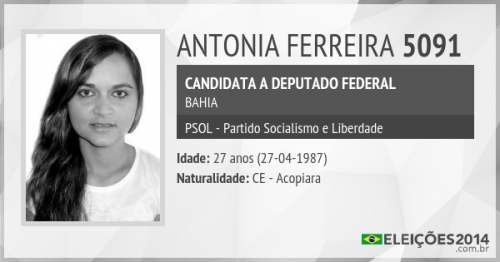 ANTONIA FERREIRA 5091
CANDIDATA A DEPUTADO FEDERAL
BAHIA
PSOL - Partido Socialismo e Liberdade
Idade: 27 anos (27-04-1987)
Naturalidade: CE - Acopiara
ELEIÇÕES2014
.com.br